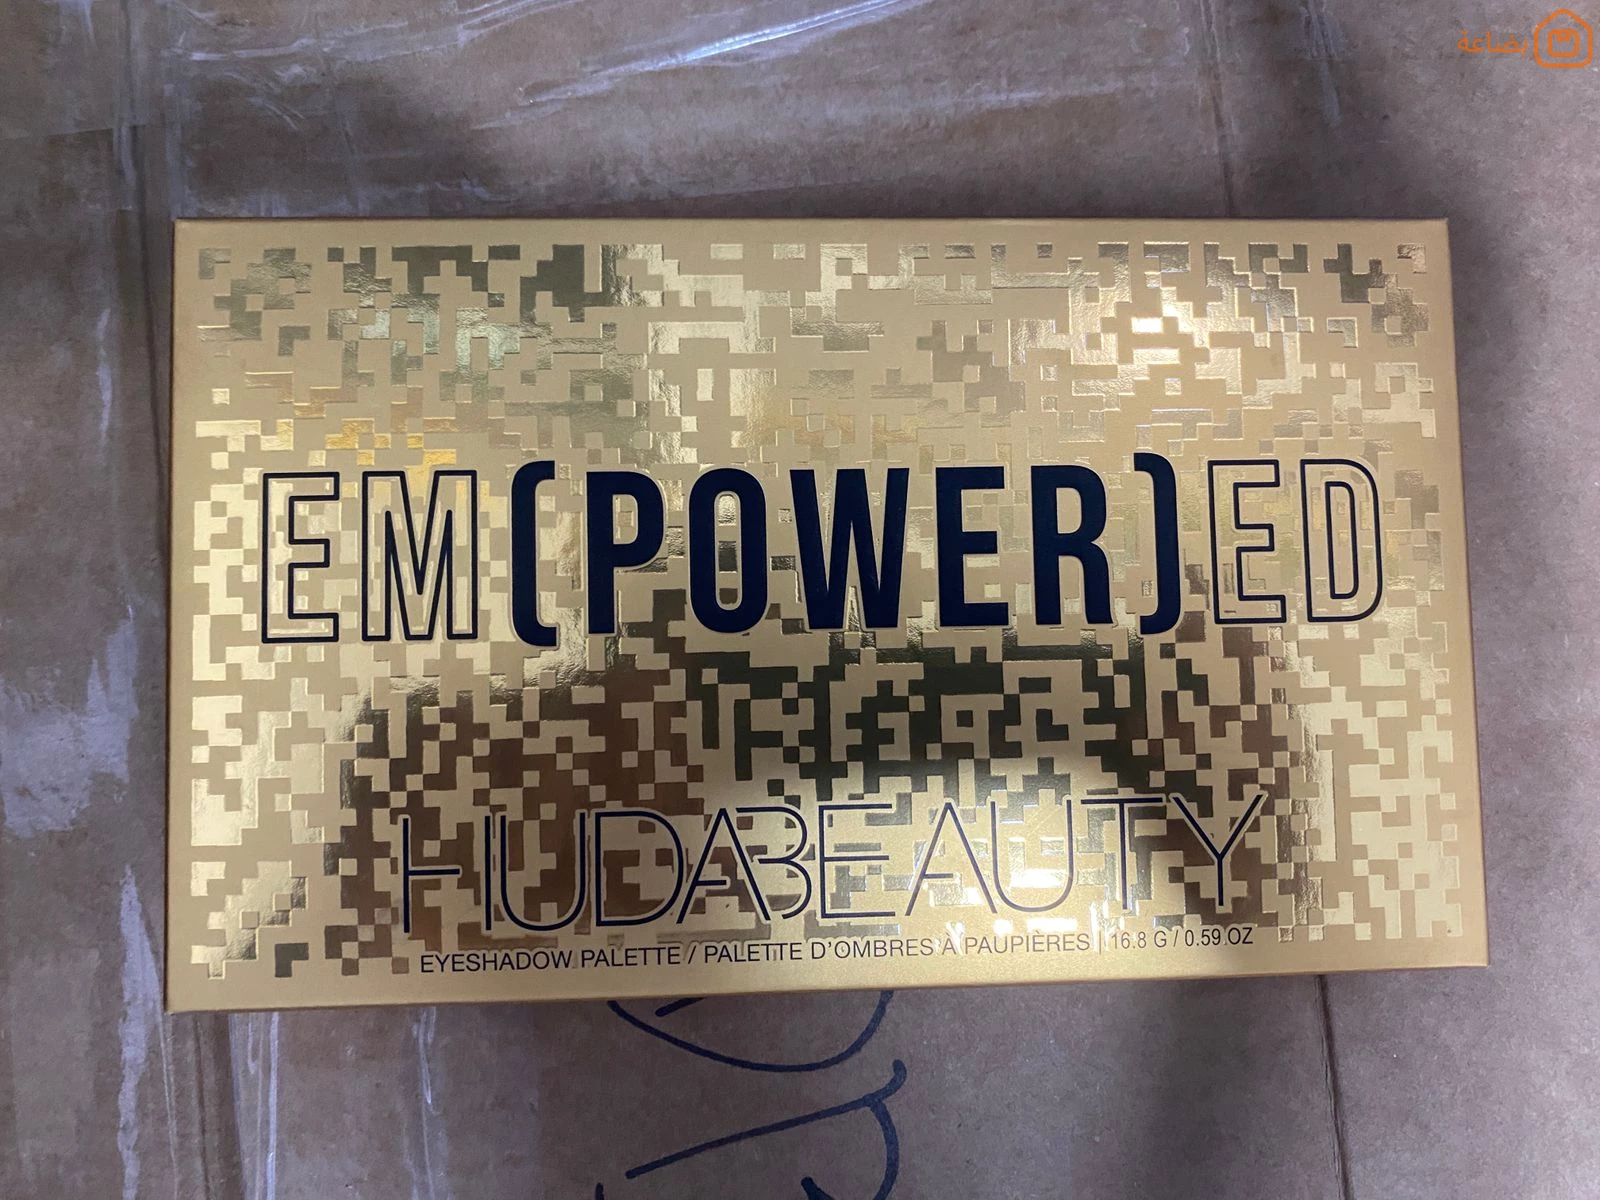 بضاعة
EM(POWER)ED
HUDABEAUTY
EYESHADOW PALETTE / PALETTE D'OMBRES À PAUPIÈRES | 16.8 G / 0.59 OZ